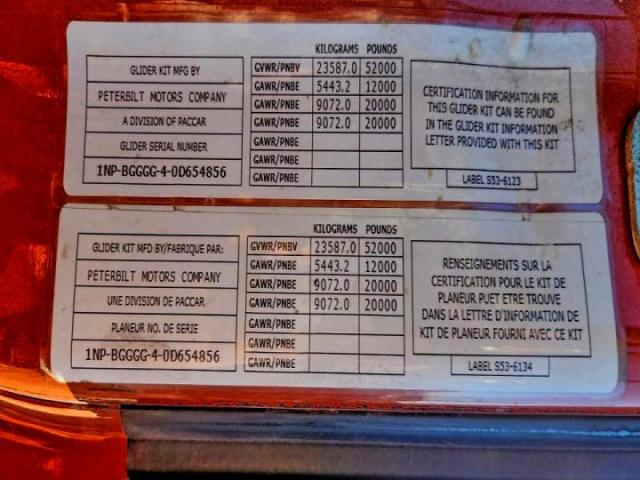 KILOGRAMS POUNDS
GLIDER KIT MFG BY
PETERBILT MOTORS COMPANY
A DIVISION OF PACCAR
GLIDER SERIAL NUMBER
1NP-BGGGG-4-0D654856
GVWR/PNBV 23587.0 52000
GAWR/PNBE 5443.2 12000
GAWR/PNBE 9072.0 20000
GAWR/PNBE 9072.0 20000
GAWR/PNBE
GAWR/PNBE
GAWR/PNBE
CERTIFICATION INFORMATION FOR
THIS GLIDER KIT CAN BE FOUND
IN THE GLIDER KIT INFORMATION
LETTER PROVIDED WITH THIS KIT
LABEL S53-6123
KILOGRAMS POUNDS
GLIDER KIT MFD BY/FABRIQUE PAR:
PETERBILT MOTORS COMPANY
UNE DIVISION DE PACCAR
PLANEUR NO. DE SERIE
1NP-BGGGG-4-0D654856
GVWR/PNBV 23587.0 52000
GAWR/PNBE 5443.2 12000
GAWR/PNBE 9072.0 20000
GAWR/PNBE 9072.0 20000
GAWR/PNBE
GAWR/PNBE
GAWR/PNBE
RENSEIGNEMENTS SUR LA
CERTIFICATION POUR LE KIT DE
PLANEUR PUET ETRE TROUVE
DANS LA LETTRE D'INFORMATION DE
KIT DE PLANEUR FOURNI AVEC CE KIT
LABEL S53-6134